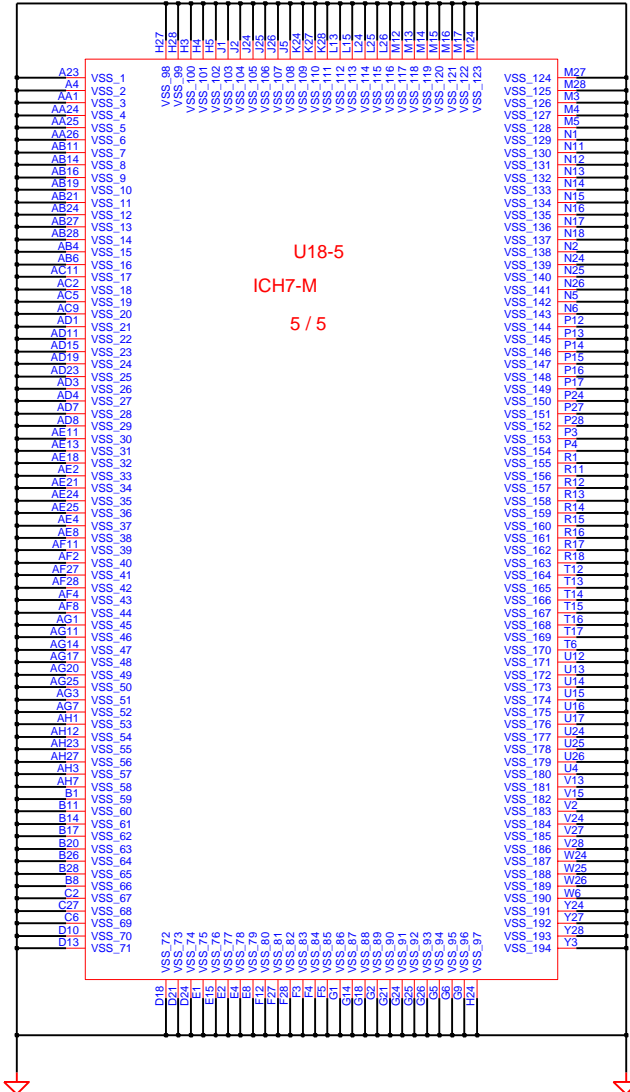 H27 H28 H3 H4 H5 J1 J2 J24 J25 J26 J5 K24 K27 K28 L13 L15 L24 L25 L26 M12 M13 M14 M15 M16 M17 M24
VSS_98 VSS_99 VSS_100 VSS_101 VSS_102 VSS_103 VSS_104 VSS_105 VSS_106 VSS_107 VSS_108 VSS_109 VSS_110 VSS_111 VSS_112 VSS_113 VSS_114 VSS_115 VSS_116 VSS_117 VSS_118 VSS_119 VSS_120 VSS_121 VSS_122 VSS_123
A23 VSS_1 VSS_124 M27
A4 VSS_2 VSS_125 M28
AA1 VSS_3 VSS_126 M3
AA24 VSS_4 VSS_127 M4
AA25 VSS_5 VSS_128 M5
AA26 VSS_6 VSS_129 N1
AB11 VSS_7 VSS_130 N11
AB14 VSS_8 VSS_131 N12
AB16 VSS_9 VSS_132 N13
AB19 VSS_10 VSS_133 N14
AB21 VSS_11 VSS_134 N15
AB24 VSS_12 VSS_135 N16
AB27 VSS_13 VSS_136 N17
AB28 VSS_14 VSS_137 N18
AB4 VSS_15 VSS_138 N2
U18-5
AB6 VSS_16 VSS_139 N24
AC11 VSS_17 VSS_140 N25
ICH7-M
AC2 VSS_18 VSS_141 N26
AC5 VSS_19 VSS_142 N5
AC9 VSS_20 VSS_143 N6
5 / 5
AD1 VSS_21 VSS_144 P12
AD11 VSS_22 VSS_145 P13
AD15 VSS_23 VSS_146 P14
AD19 VSS_24 VSS_147 P15
AD23 VSS_25 VSS_148 P16
AD3 VSS_26 VSS_149 P17
AD4 VSS_27 VSS_150 P24
AD7 VSS_28 VSS_151 P27
AD8 VSS_29 VSS_152 P28
AE11 VSS_30 VSS_153 P3
AE13 VSS_31 VSS_154 P4
AE18 VSS_32 VSS_155 R1
AE2 VSS_33 VSS_156 R11
AE21 VSS_34 VSS_157 R12
AE24 VSS_35 VSS_158 R13
AE25 VSS_36 VSS_159 R14
AE4 VSS_37 VSS_160 R15
AE8 VSS_38 VSS_161 R16
AF11 VSS_39 VSS_162 R17
AF2 VSS_40 VSS_163 R18
AF27 VSS_41 VSS_164 T12
AF28 VSS_42 VSS_165 T13
AF4 VSS_43 VSS_166 T14
AF8 VSS_44 VSS_167 T15
AG1 VSS_45 VSS_168 T16
AG11 VSS_46 VSS_169 T17
AG14 VSS_47 VSS_170 T6
AG17 VSS_48 VSS_171 U12
AG20 VSS_49 VSS_172 U13
AG25 VSS_50 VSS_173 U14
AG3 VSS_51 VSS_174 U15
AG7 VSS_52 VSS_175 U16
AH1 VSS_53 VSS_176 U17
AH12 VSS_54 VSS_177 U24
AH23 VSS_55 VSS_178 U25
AH27 VSS_56 VSS_179 U26
AH3 VSS_57 VSS_180 U4
AH7 VSS_58 VSS_181 V13
B1 VSS_59 VSS_182 V15
B11 VSS_60 VSS_183 V2
B14 VSS_61 VSS_184 V24
B17 VSS_62 VSS_185 V27
B20 VSS_63 VSS_186 V28
B26 VSS_64 VSS_187 W24
B28 VSS_65 VSS_188 W25
B8 VSS_66 VSS_189 W26
C2 VSS_67 VSS_190 W6
C27 VSS_68 VSS_191 Y24
C6 VSS_69 VSS_192 Y27
D10 VSS_70 VSS_193 Y28
D13 VSS_71 VSS_194 Y3
VSS_72 VSS_73 VSS_74 VSS_75 VSS_76 VSS_77 VSS_78 VSS_79 VSS_80 VSS_81 VSS_82 VSS_83 VSS_84 VSS_85 VSS_86 VSS_87 VSS_88 VSS_89 VSS_90 VSS_91 VSS_92 VSS_93 VSS_94 VSS_95 VSS_96 VSS_97
D18 D21 D24 E1 E15 E2 E4 E8 F12 F27 F28 F3 F4 F5 G1 G14 G18 G2 G21 G24 G25 G26 G5 G6 G9 H24